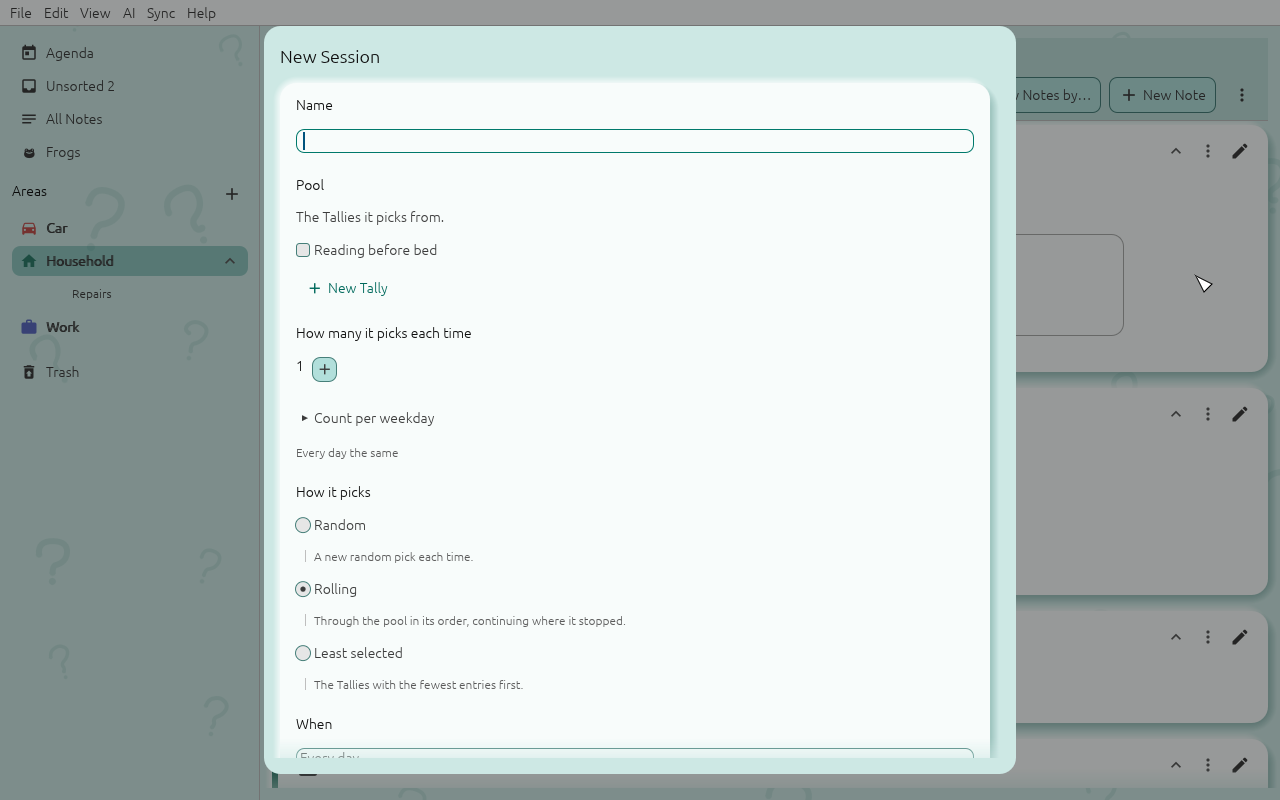 File Edit View AI Sync Help
Agenda
Unsorted 2
All Notes
Frogs
Areas
Car
Household
Repairs
Work
Trash
New Session
Name
Pool
The Tallies it picks from.
Reading before bed
New Tally
How many it picks each time
1
Count per weekday
Every day the same
How it picks
Random
A new random pick each time.
Rolling
Through the pool in its order, continuing where it stopped.
Least selected
The Tallies with the fewest entries first.
When
Every day
Notes by...
New Note